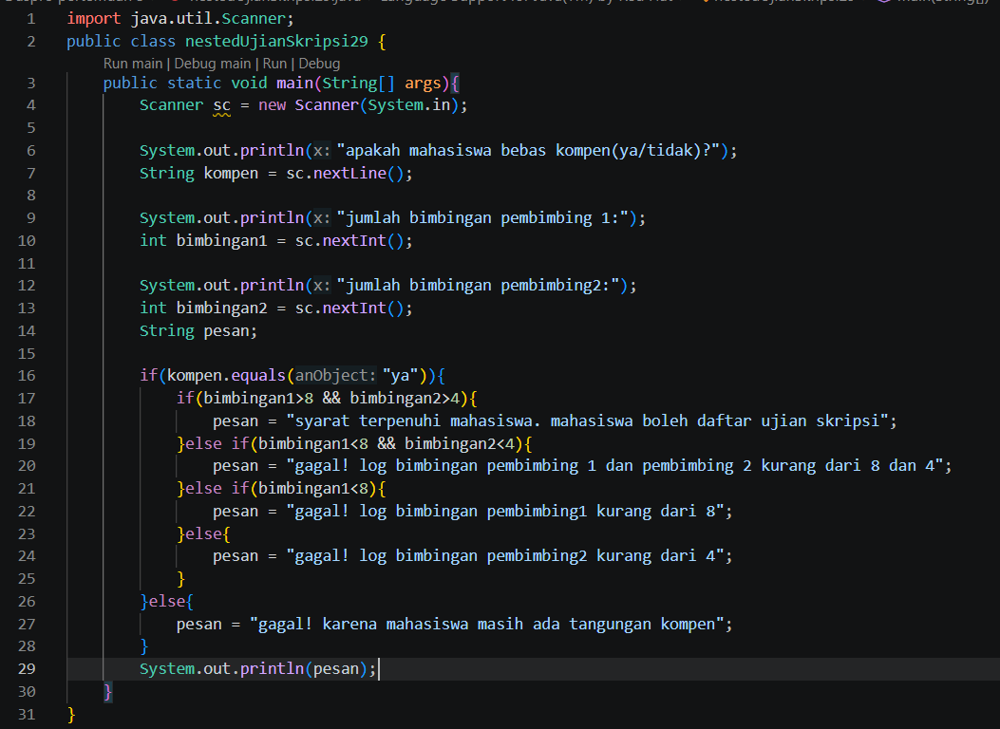 1 import java.util.Scanner;
2 public class nestedUjianSkripsi29 {
Run main | Debug main | Run | Debug
3 public static void main(String[] args){
4 Scanner sc = new Scanner(System.in);
5
6 System.out.println(x: "apakah mahasiswa bebas kompen(ya/tidak)?");
7 String kompen = sc.nextLine();
8
9 System.out.println(x: "jumlah bimbingan pembimbing 1:");
10 int bimbingan1 = sc.nextInt();
11
12 System.out.println(x: "jumlah bimbingan pembimbing2:");
13 int bimbingan2 = sc.nextInt();
14 String pesan;
15
16 if(kompen.equals(anObject: "ya")){
17 if(bimbingan1>8 && bimbingan2>4){
18 pesan = "syarat terpenuhi mahasiswa. mahasiswa boleh daftar ujian skripsi";
19 }else if(bimbingan1<8 && bimbingan2<4){
20 pesan = "gagal! log bimbingan pembimbing 1 dan pembimbing 2 kurang dari 8 dan 4";
21 }else if(bimbingan1<8){
22 pesan = "gagal! log bimbingan pembimbing1 kurang dari 8";
23 }else{
24 pesan = "gagal! log bimbingan pembimbing2 kurang dari 4";
25 }
26 }else{
27 pesan = "gagal! karena mahasiswa masih ada tangungan kompen";
28 }
29 System.out.println(pesan);
30 }
31 }